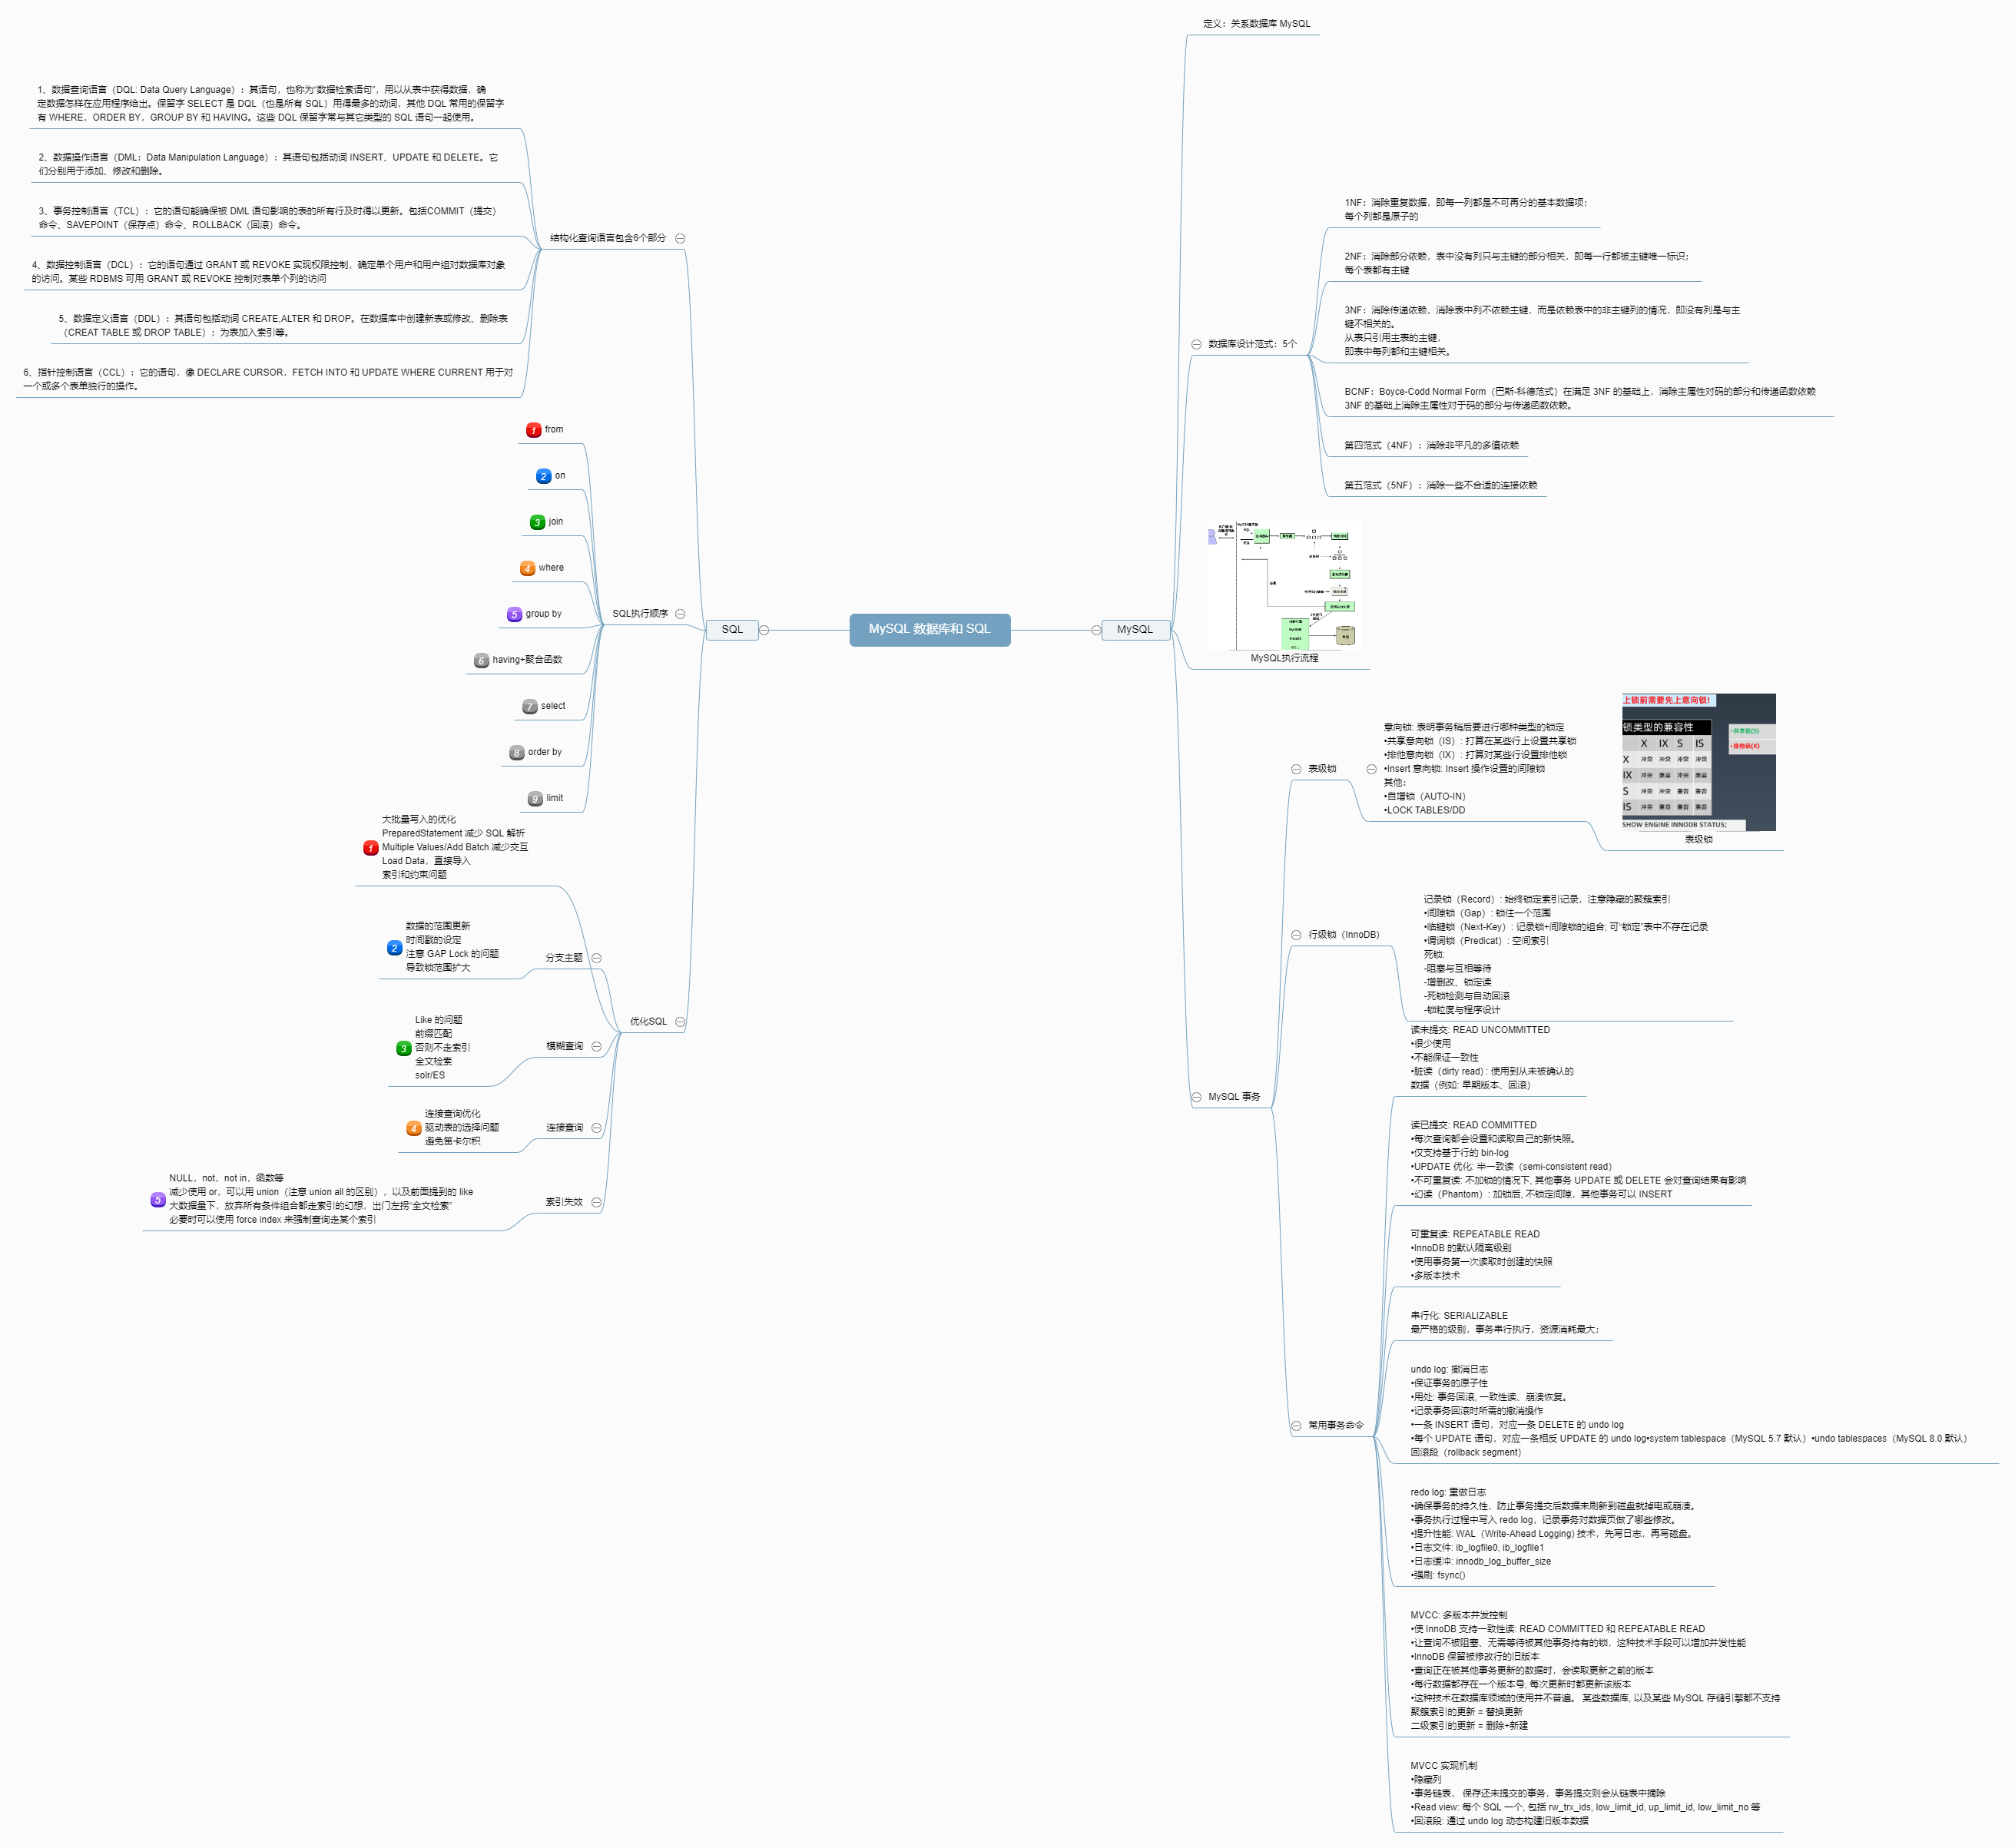 MySQL 数据库和 SQL
SQL
结构化查询语言包含6个部分
1、数据查询语言（DQL: Data Query Language）：其语句，也称为“数据检索语句”，用以从表中获得数据，确
定数据怎样在应用程序给出。保留字 SELECT 是 DQL（也是所有 SQL）用得最多的动词，其他 DQL 常用的保留字
有 WHERE，ORDER BY，GROUP BY 和 HAVING。这些 DQL 保留字常与其它类型的 SQL 语句一起使用。
2、数据操作语言（DML：Data Manipulation Language）：其语句包括动词 INSERT、UPDATE 和 DELETE。它
们分别用于添加、修改和删除。
3、事务控制语言（TCL）：它的语句能确保被 DML 语句影响的表的所有行及时得以更新。包括COMMIT（提交）
命令、SAVEPOINT（保存点）命令、ROLLBACK（回滚）命令。
4、数据控制语言（DCL）：它的语句通过 GRANT 或 REVOKE 实现权限控制，确定单个用户和用户组对数据库对象
的访问。某些 RDBMS 可用 GRANT 或 REVOKE 控制对表单个列的访问
5、数据定义语言（DDL）：其语句包括动词 CREATE,ALTER 和 DROP。在数据库中创建新表或修改、删除表
（CREAT TABLE 或 DROP TABLE）；为表加入索引等。
6、指针控制语言（CCL）：它的语句，像 DECLARE CURSOR，FETCH INTO 和 UPDATE WHERE CURRENT 用于对
一个或多个表单独行的操作。
SQL执行顺序
1 from
2 on
3 join
4 where
5 group by
6 having+聚合函数
7 select
8 order by
9 limit
优化SQL
1
大批量写入的优化
PreparedStatement 减少 SQL 解析
Multiple Values/Add Batch 减少交互
Load Data，直接导入
索引和约束问题
分支主题
2
数据的范围更新
时间戳的设定
注意 GAP Lock 的问题
导致锁范围扩大
模糊查询
3
Like 的问题
前缀匹配
否则不走索引
全文检索
solr/ES
连接查询
4
连接查询优化
驱动表的选择问题
避免笛卡尔积
索引失效
5
NULL，not，not in，函数等
减少使用 or，可以用 union（注意 union all 的区别），以及前面提到的 like
大数据量下，放弃所有条件组合都走索引的幻想，出门左拐“全文检索”
必要时可以使用 force index 来强制查询走某个索引
MySQL
定义：关系数据库 MySQL
数据库设计范式：5个
1NF：消除重复数据，即每一列都是不可再分的基本数据项；
每个列都是原子的
2NF：消除部分依赖，表中没有列只与主键的部分相关，即每一行都被主键唯一标识；
每个表都有主键
3NF：消除传递依赖，消除表中列不依赖主键，而是依赖表中的非主键列的情况，即没有列是与主
键不相关的。
从表只引用主表的主键，
即表中每列都和主键相关。
BCNF：Boyce-Codd Normal Form（巴斯-科德范式）在满足 3NF 的基础上，消除主属性对码的部分和传递函数依赖
3NF 的基础上消除主属性对于码的部分与传递函数依赖。
第四范式（4NF）：消除非平凡的多值依赖
第五范式（5NF）：消除一些不合适的连接依赖
MySQL执行流程
MySQL 事务
表级锁
意向锁: 表明事务稍后要进行哪种类型的锁定
•共享意向锁（IS）: 打算在某些行上设置共享锁
•排他意向锁（IX）: 打算对某些行设置排他锁
•Insert 意向锁: Insert 操作设置的间隙锁
其他：
•自增锁（AUTO-IN）
•LOCK TABLES/DD
上锁前需要先上意向锁!
锁类型的兼容性
•共享锁(S)
•排他锁(X)
X IX S IS
X 冲突 冲突 冲突 冲突
IX 冲突 兼容 冲突 兼容
S 冲突 冲突 兼容 兼容
IS 冲突 兼容 兼容 兼容
SHOW ENGINE INNODB STATUS;
表级锁
行级锁（InnoDB）
记录锁（Record）: 始终锁定索引记录，注意隐藏的聚簇索引
•间隙锁（Gap）: 锁住一个范围
•临键锁（Next-Key）: 记录锁+间隙锁的组合; 可“锁定”表中不存在记录
•谓词锁（Predicat）: 空间索引
死锁:
-阻塞与互相等待
-增删改、锁定读
-死锁检测与自动回滚
-锁粒度与程序设计
常用事务命令
读未提交: READ UNCOMMITTED
•很少使用
•不能保证一致性
•脏读（dirty read) : 使用到从未被确认的
数据（例如: 早期版本、回滚）
读已提交: READ COMMITTED
•每次查询都会设置和读取自己的新快照。
•仅支持基于行的 bin-log
•UPDATE 优化: 半一致读（semi-consistent read）
•不可重复读: 不加锁的情况下, 其他事务 UPDATE 或 DELETE 会对查询结果有影响
•幻读（Phantom）: 加锁后, 不锁定间隙，其他事务可以 INSERT
可重复读: REPEATABLE READ
•InnoDB 的默认隔离级别
•使用事务第一次读取时创建的快照
•多版本技术
串行化: SERIALIZABLE
最严格的级别，事务串行执行，资源消耗最大；
undo log: 撤消日志
•保证事务的原子性
•用处: 事务回滚, 一致性读、崩溃恢复。
•记录事务回滚时所需的撤消操作
•一条 INSERT 语句，对应一条 DELETE 的 undo log
•每个 UPDATE 语句，对应一条相反 UPDATE 的 undo log•system tablespace（MySQL 5.7 默认）•undo tablespaces（MySQL 8.0 默认）
回滚段（rollback segment）
redo log: 重做日志
•确保事务的持久性，防止事务提交后数据未刷新到磁盘就掉电或崩溃。
•事务执行过程中写入 redo log，记录事务对数据页做了哪些修改。
•提升性能: WAL（Write-Ahead Logging) 技术，先写日志，再写磁盘。
•日志文件: ib_logfile0, ib_logfile1
•日志缓冲: innodb_log_buffer_size
•强刷: fsync()
MVCC: 多版本并发控制
•使 InnoDB 支持一致性读: READ COMMITTED 和 REPEATABLE READ
•让查询不被阻塞、无需等待被其他事务持有的锁，这种技术手段可以增加并发性能
•InnoDB 保留被修改行的旧版本
•查询正在被其他事务更新的数据时，会读取更新之前的版本
•每行数据都存在一个版本号, 每次更新时都更新该版本
•这种技术在数据库领域的使用并不普遍。 某些数据库, 以及某些 MySQL 存储引擎都不支持
聚簇索引的更新 = 替换更新
二级索引的更新 = 删除+新建
MVCC 实现机制
•隐藏列
•事务链表， 保存还未提交的事务，事务提交则会从链表中摘除
•Read view: 每个 SQL 一个, 包括 rw_trx_ids, low_limit_id, up_limit_id, low_limit_no 等
•回滚段: 通过 undo log 动态构建旧版本数据